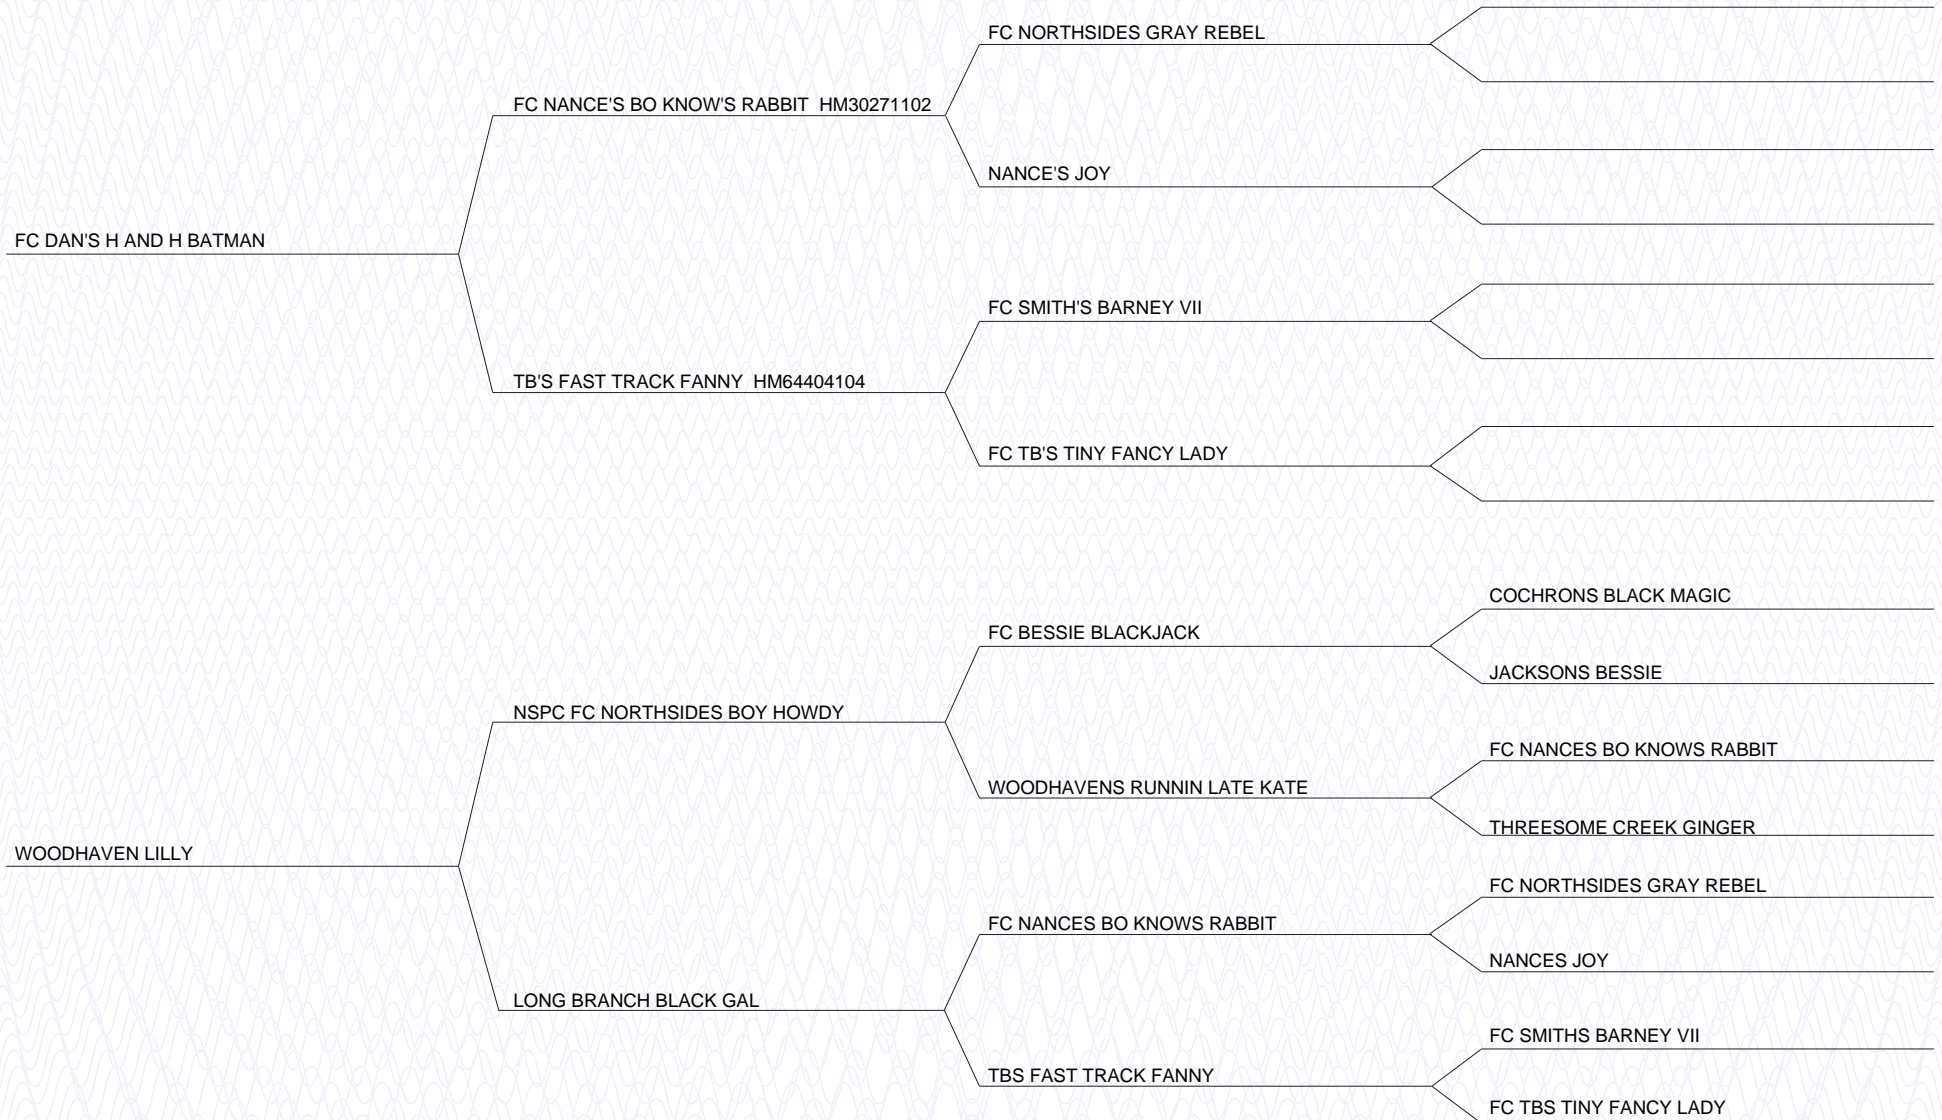 FC NORTHSIDES GRAY REBEL
FC NANCE'S BO KNOW'S RABBIT  HM30271102
NANCE'S JOY
FC DAN'S H AND H BATMAN
FC SMITH'S BARNEY VII
TB'S FAST TRACK FANNY  HM64404104
FC TB'S TINY FANCY LADY
COCHRONS BLACK MAGIC
FC BESSIE BLACKJACK
JACKSONS BESSIE
NSPC FC NORTHSIDES BOY HOWDY
FC NANCES BO KNOWS RABBIT
WOODHAVENS RUNNIN LATE KATE
THREESOME CREEK GINGER
WOODHAVEN LILLY
FC NORTHSIDES GRAY REBEL
FC NANCES BO KNOWS RABBIT
NANCES JOY
LONG BRANCH BLACK GAL
FC SMITHS BARNEY VII
TBS FAST TRACK FANNY
FC TBS TINY FANCY LADY